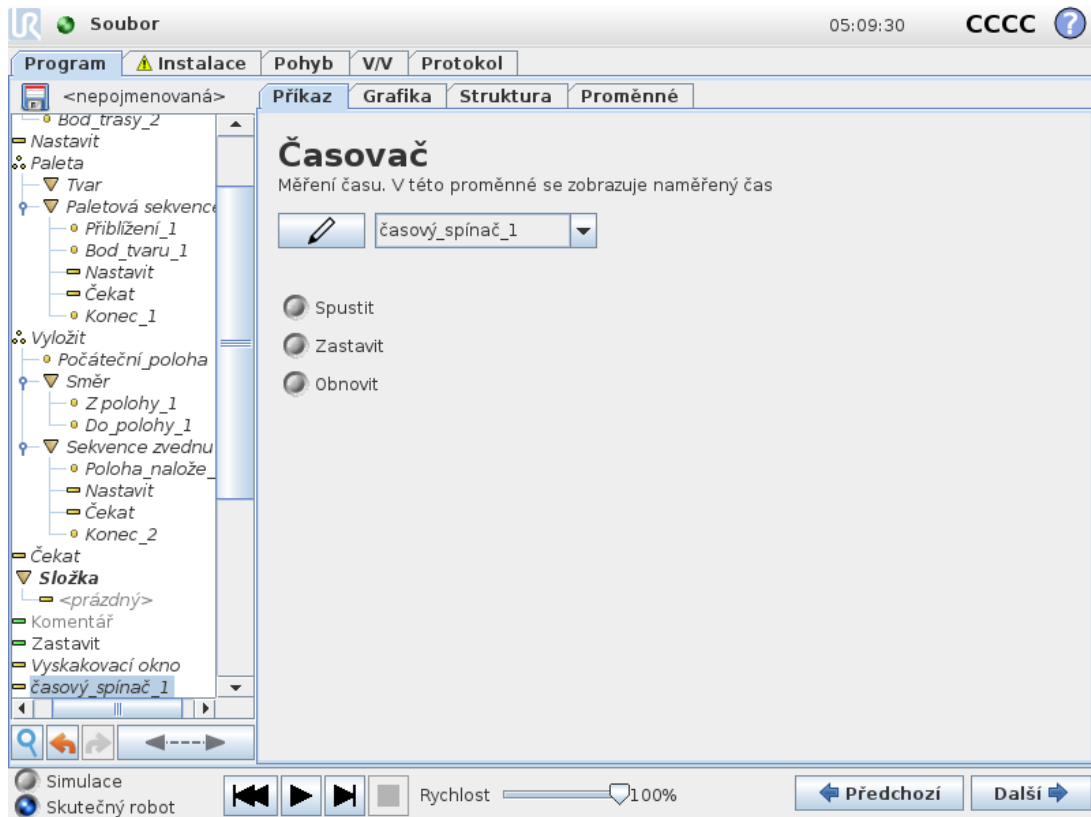 Soubor 05:09:30 CCCC ?
Program Instalace Pohyb V/V Protokol
<nepojmenovaná> Příkaz Grafika Struktura Proměnné
Bod_trasy_2
Nastavit
Paleta
Tvar
Paletová sekvence
Přiblížení_1
Bod_tvaru_1
Nastavit
Čekat
Konec_1
Vyložit
Počáteční_poloha
Směr
Z polohy_1
Do_polohy_1
Sekvence zvednu
Poloha_nalože_
Nastavit
Čekat
Konec_2
Čekat
Složka
<prázdný>
Komentář
Zastavit
Vyskakovací okno
časový_spínač_1
Časovač
Měření času. V této proměnné se zobrazuje naměřený čas
časový_spínač_1
Spustit
Zastavit
Obnovit
Simulace
Skutečný robot
Rychlost 100%
Předchozí Další